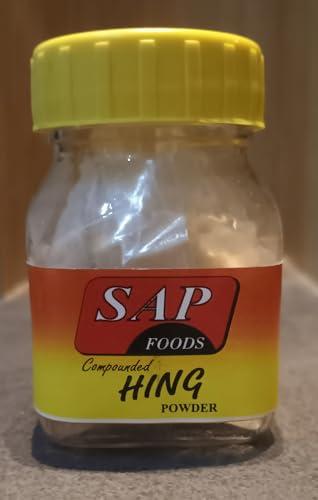 SAP
FOODS
Compounded
HING
POWDER